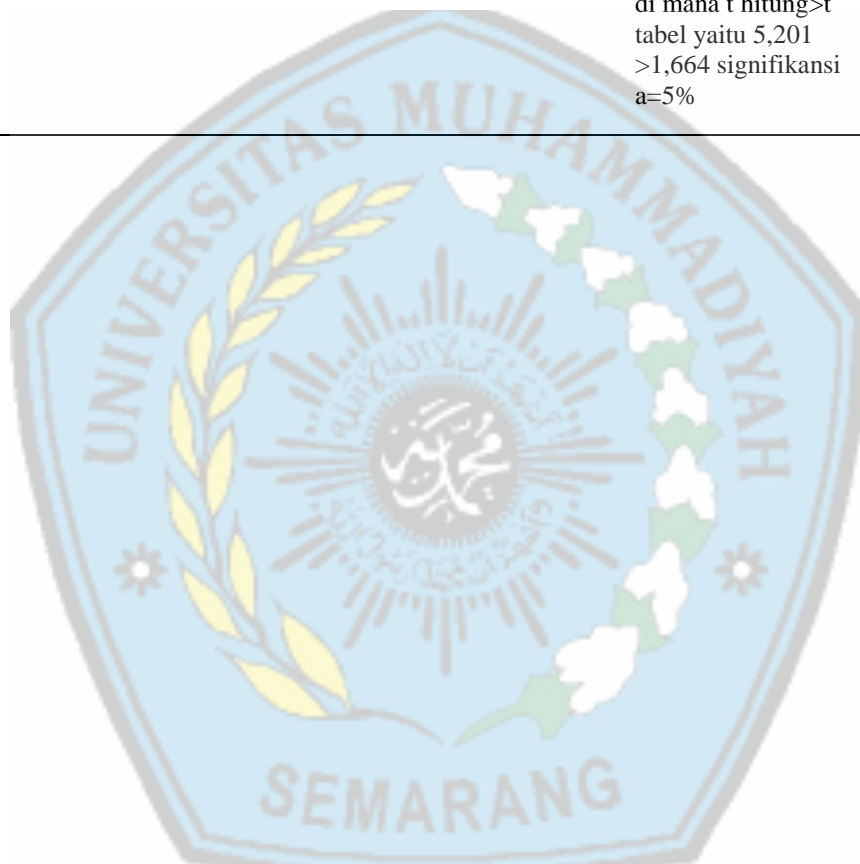 di mana t hitung>t
tabel yaitu 5,201
>1,664 signifikansi
a=5%
UNIVERSITAS MUHAMMADIYAH
SEMARANG